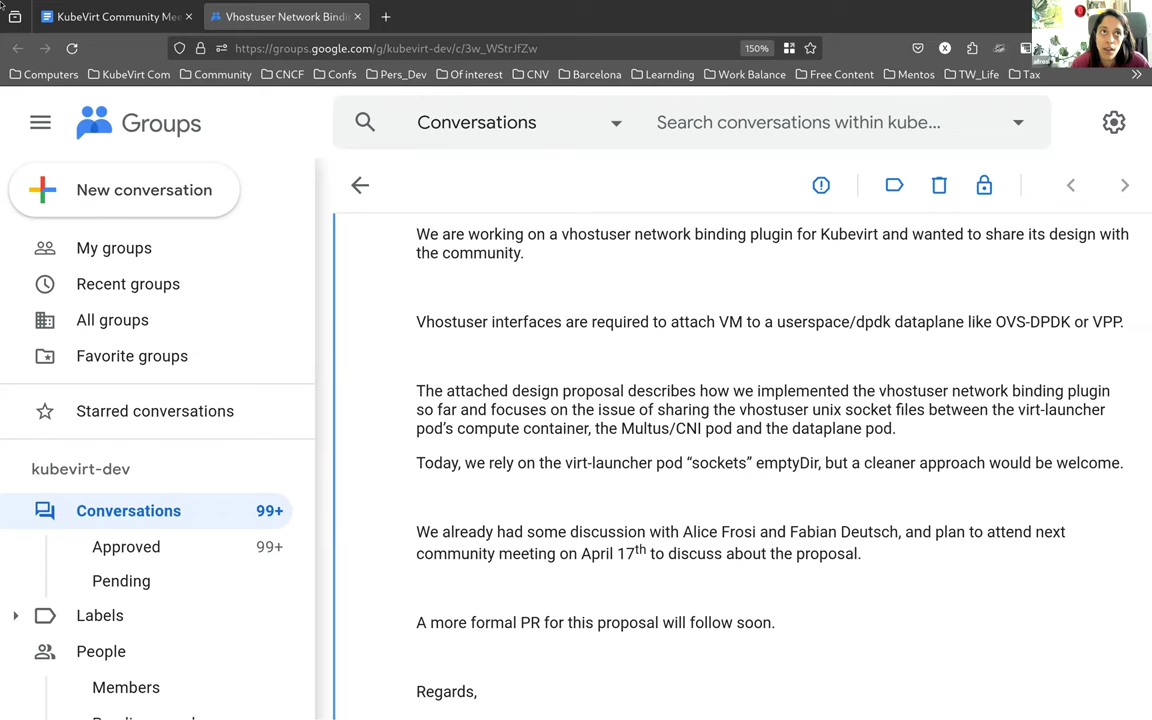 KubeVirt Community Mee
Vhostuser Network Bindi
https://groups.google.com/g/kubevirt-dev/c/3w_WStrJfZw
150%
Computers
KubeVirt Com
Community
CNCF
Confs
Pers_Dev
Of interest
CNV
Barcelona
Learnding
Work Balance
Free Content
Mentos
TW_Life
Tax
Groups
Conversations
Search conversations within kube...
New conversation
My groups
Recent groups
All groups
Favorite groups
Starred conversations
kubevirt-dev
Conversations 99+
Approved 99+
Pending
Labels
People
Members
We are working on a vhostuser network binding plugin for Kubevirt and wanted to share its design with
the community.
Vhostuser interfaces are required to attach VM to a userspace/dpdk dataplane like OVS-DPDK or VPP.
The attached design proposal describes how we implemented the vhostuser network binding plugin
so far and focuses on the issue of sharing the vhostuser unix socket files between the virt-launcher
pod’s compute container, the Multus/CNI pod and the dataplane pod.
Today, we rely on the virt-launcher pod “sockets” emptyDir, but a cleaner approach would be welcome.
We already had some discussion with Alice Frosi and Fabian Deutsch, and plan to attend next
community meeting on April 17th to discuss about the proposal.
A more formal PR for this proposal will follow soon.
Regards,